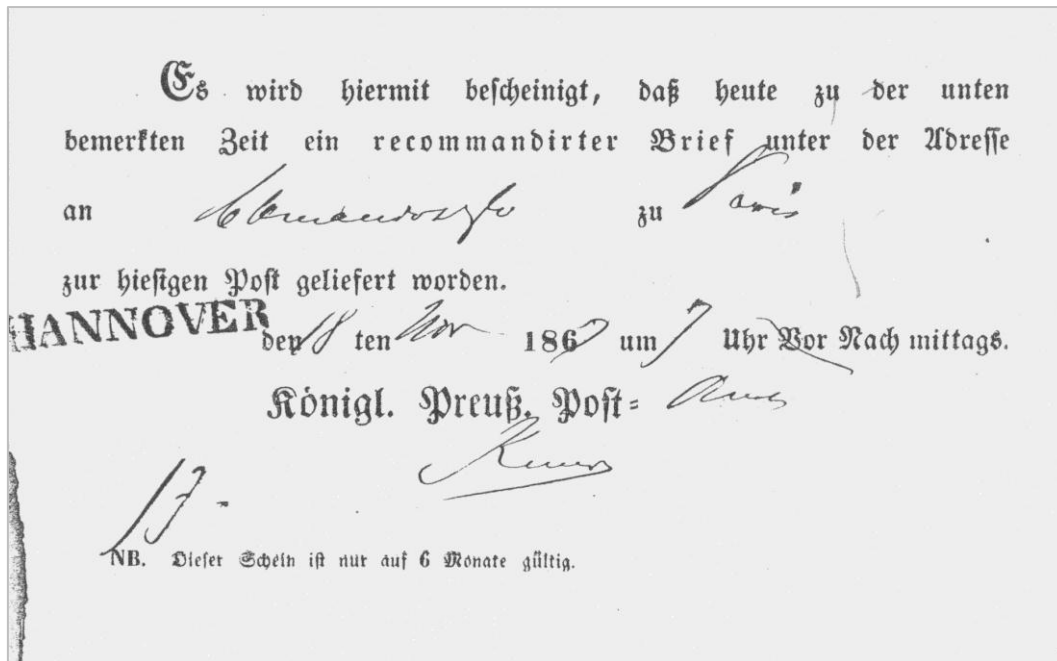 Es wird hiermit bescheinigt, daß heute zu der unten
bemerkten Zeit ein recommandirter Brief unter der Adresse
an zu Paris
zur hiesigen Post geliefert worden.
HANNOVER den 18 ten Nov 1867 um 7 Uhr Vor Nach mittags.
Königl. Preuß. Post-
NB. Dieser Schein ist nur auf 6 Monate gültig.